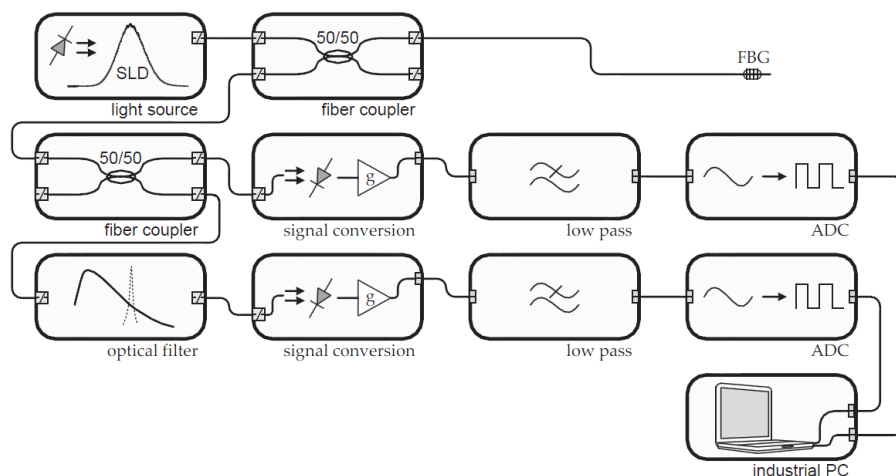 50/50
FBG
SLD
light source
fiber coupler
50/50
g
fiber coupler
signal conversion
low pass
ADC
g
optical filter
signal conversion
low pass
ADC
industrial PC